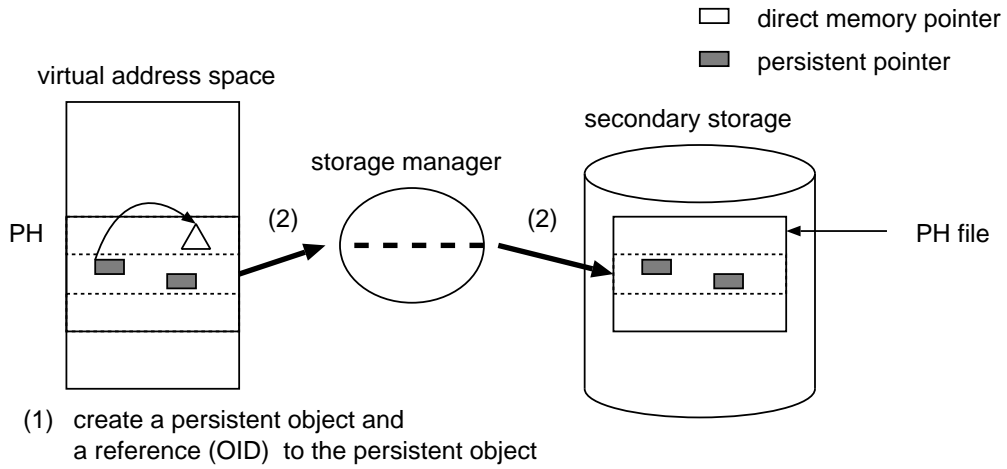 direct memory pointer
persistent pointer
virtual address space
secondary storage
storage manager
PH
(2)
(2)
PH file
(1) create a persistent object and
a reference (OID) to the persistent object